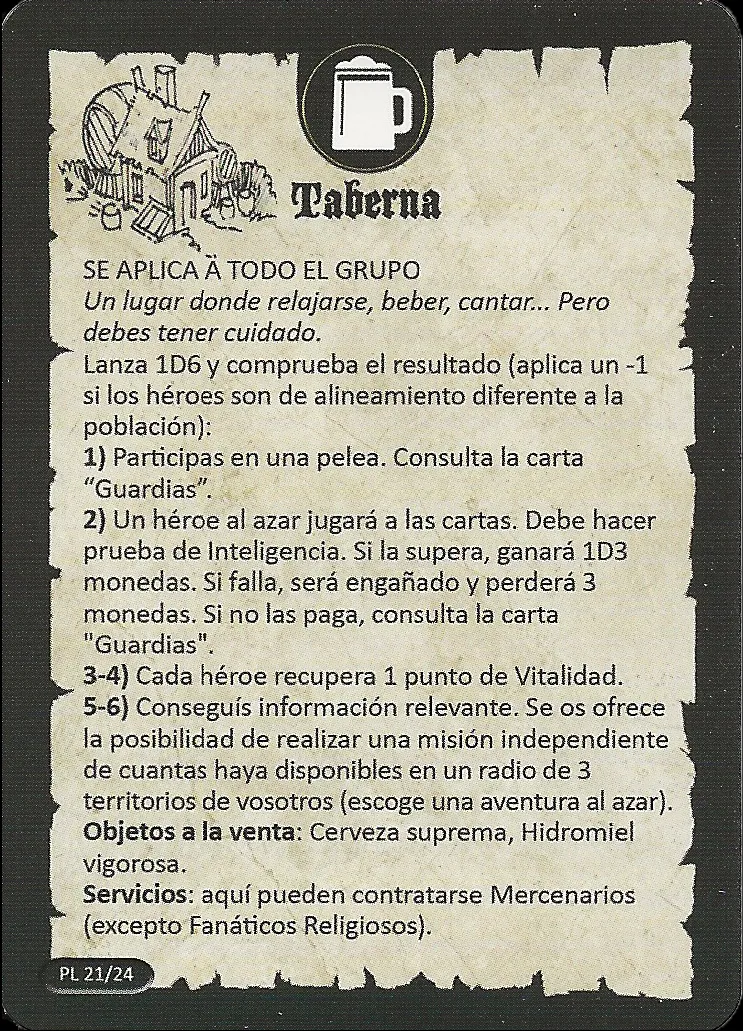 Taberna
SE APLICA Ä TODO EL GRUPO
Un lugar donde relajarse, beber, cantar... Pero
debes tener cuidado.
Lanza 1D6 y comprueba el resultado (aplica un -1
si los héroes son de alineamiento diferente a la
población):
1) Participas en una pelea. Consulta la carta
“Guardias”.
2) Un héroe al azar jugará a las cartas. Debe hacer
prueba de Inteligencia. Si la supera, ganará 1D3
monedas. Si falla, será engañado y perderá 3
monedas. Si no las paga, consulta la carta
"Guardias".
3-4) Cada héroe recupera 1 punto de Vitalidad.
5-6) Conseguís información relevante. Se os ofrece
la posibilidad de realizar una misión independiente
de cuantas haya disponibles en un radio de 3
territorios de vosotros (escoge una aventura al azar).
Objetos a la venta: Cerveza suprema, Hidromiel
vigorosa.
Servicios: aquí pueden contratarse Mercenarios
(excepto Fanáticos Religiosos).
PL 21/24